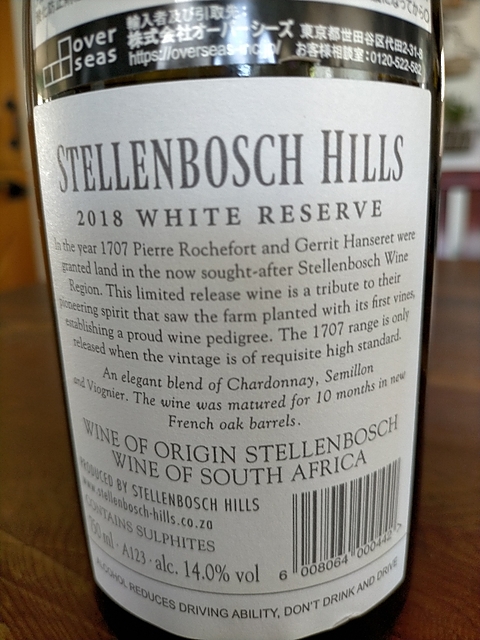 over
seas
輸入者及び引取先:
株式会社オーバーシーズ 東京都世田谷区代田2-31-8
お客様相談室:0120-522-582
STELLENBOSCH HILLS
2018 WHITE RESERVE
In the year 1707 Pierre Rochefort and Gerrit Hanseret were
granted land in the now sought-after Stellenbosch Wine
Region. This limited release wine is a tribute to their
pioneering spirit that saw the farm planted with its first vines,
establishing a proud wine pedigree. The 1707 range is only
released when the vintage is of requisite high standard.
An elegant blend of Chardonnay, Semillon
and Viognier. The wine was matured for 10 months in new
French oak barrels.
WINE OF ORIGIN STELLENBOSCH
WINE OF SOUTH AFRICA
PRODUCED BY STELLENBOSCH HILLS
www.stellenbosch-hills.co.za
CONTAINS SULPHITES
ml · A123 · alc. 14.0% vol
6 008064 000442 >
ALCOHOL REDUCES DRIVING ABILITY, DON'T DRINK AND DRIVE